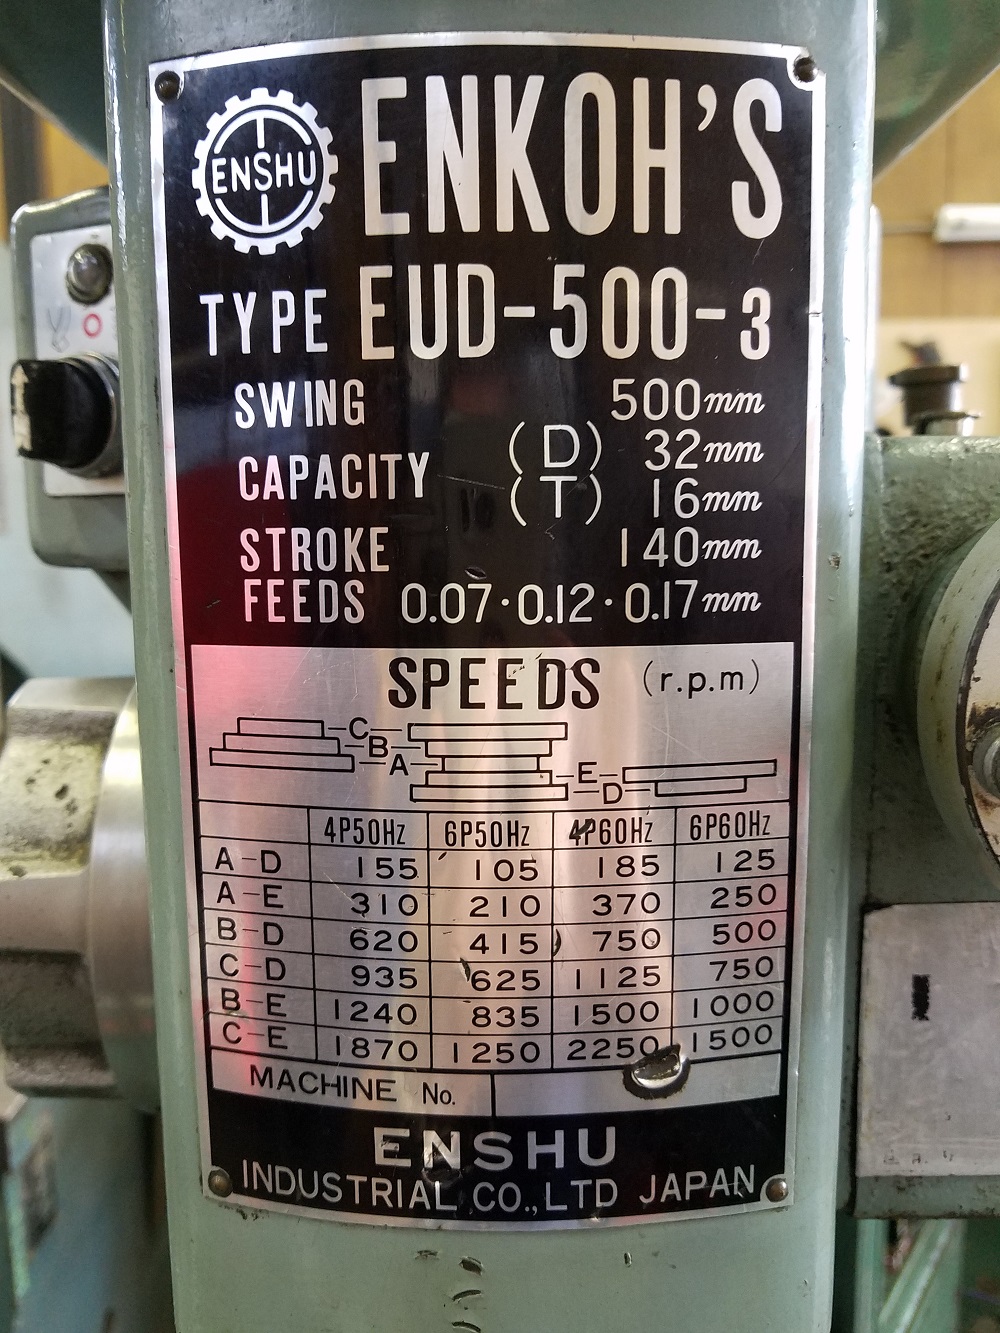 ENSHU
ENKOH'S
TYPE EUD-500-3
SWING 500mm
CAPACITY (D) 32mm
(T) 16mm
STROKE 140mm
FEEDS 0.07·0.12·0.17mm
SPEEDS (r.p.m)
C
B
A
E
D
4P50Hz 6P50Hz 4P60Hz 6P60Hz
A-D 155 105 185 125
A-E 310 210 370 250
B-D 620 415 750 500
C-D 935 625 1125 750
B-E 1240 835 1500 1000
C-E 1870 1250 2250 1500
MACHINE No.
ENSHU
INDUSTRIAL CO.,LTD JAPAN